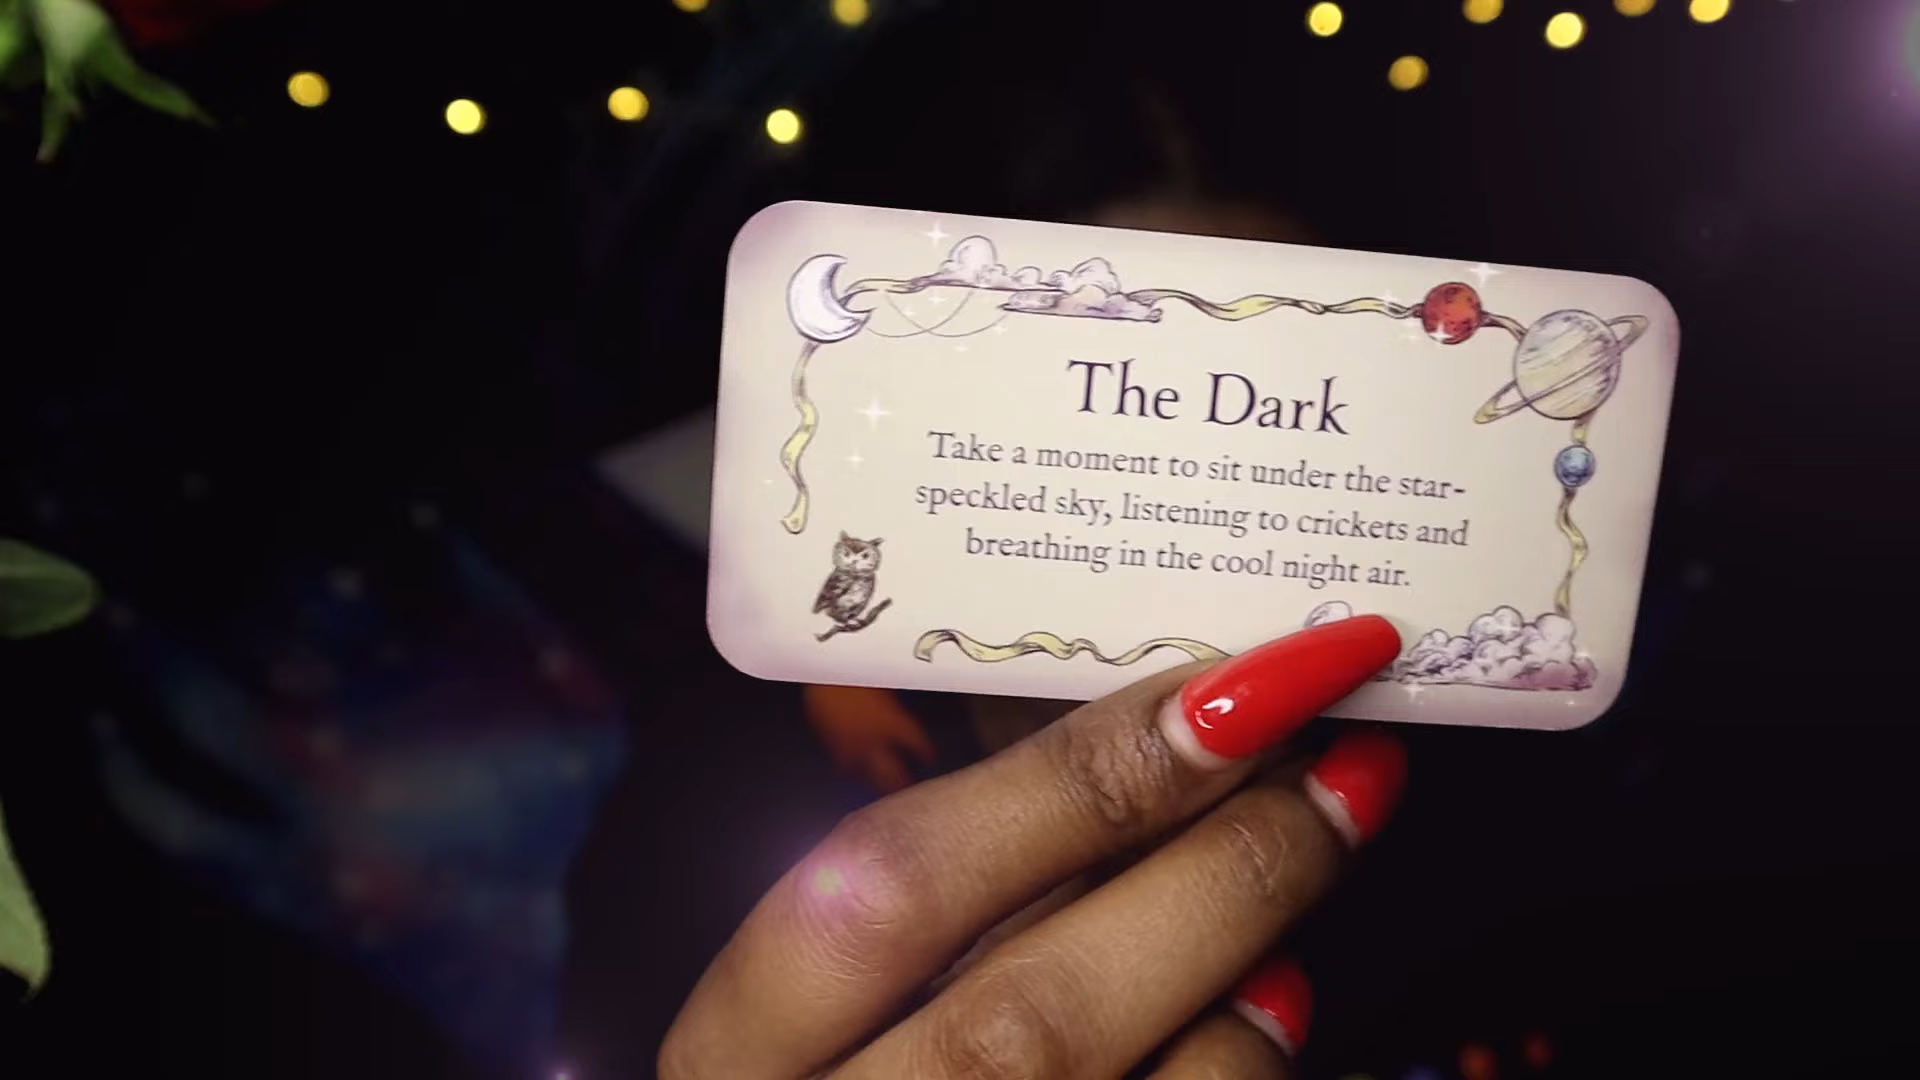 The Dark
Take a moment to sit under the star-
speckled sky, listening to crickets and
breathing in the cool night air.